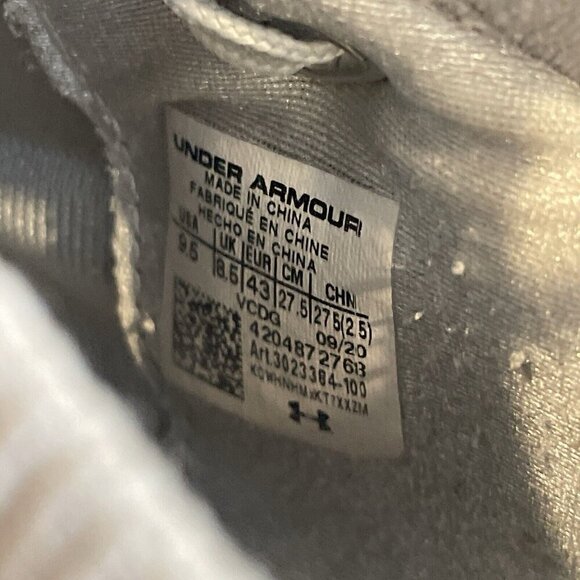 UNDER ARMOUR
MADE IN CHINA
FABRIQUÉ EN CHINE
HECHO EN CHINA
USA UK EUR CM CHN
9.5 8.5 43 27.5 275(2.5)
VCDG 09/20
4204872768
Art.3023364-100